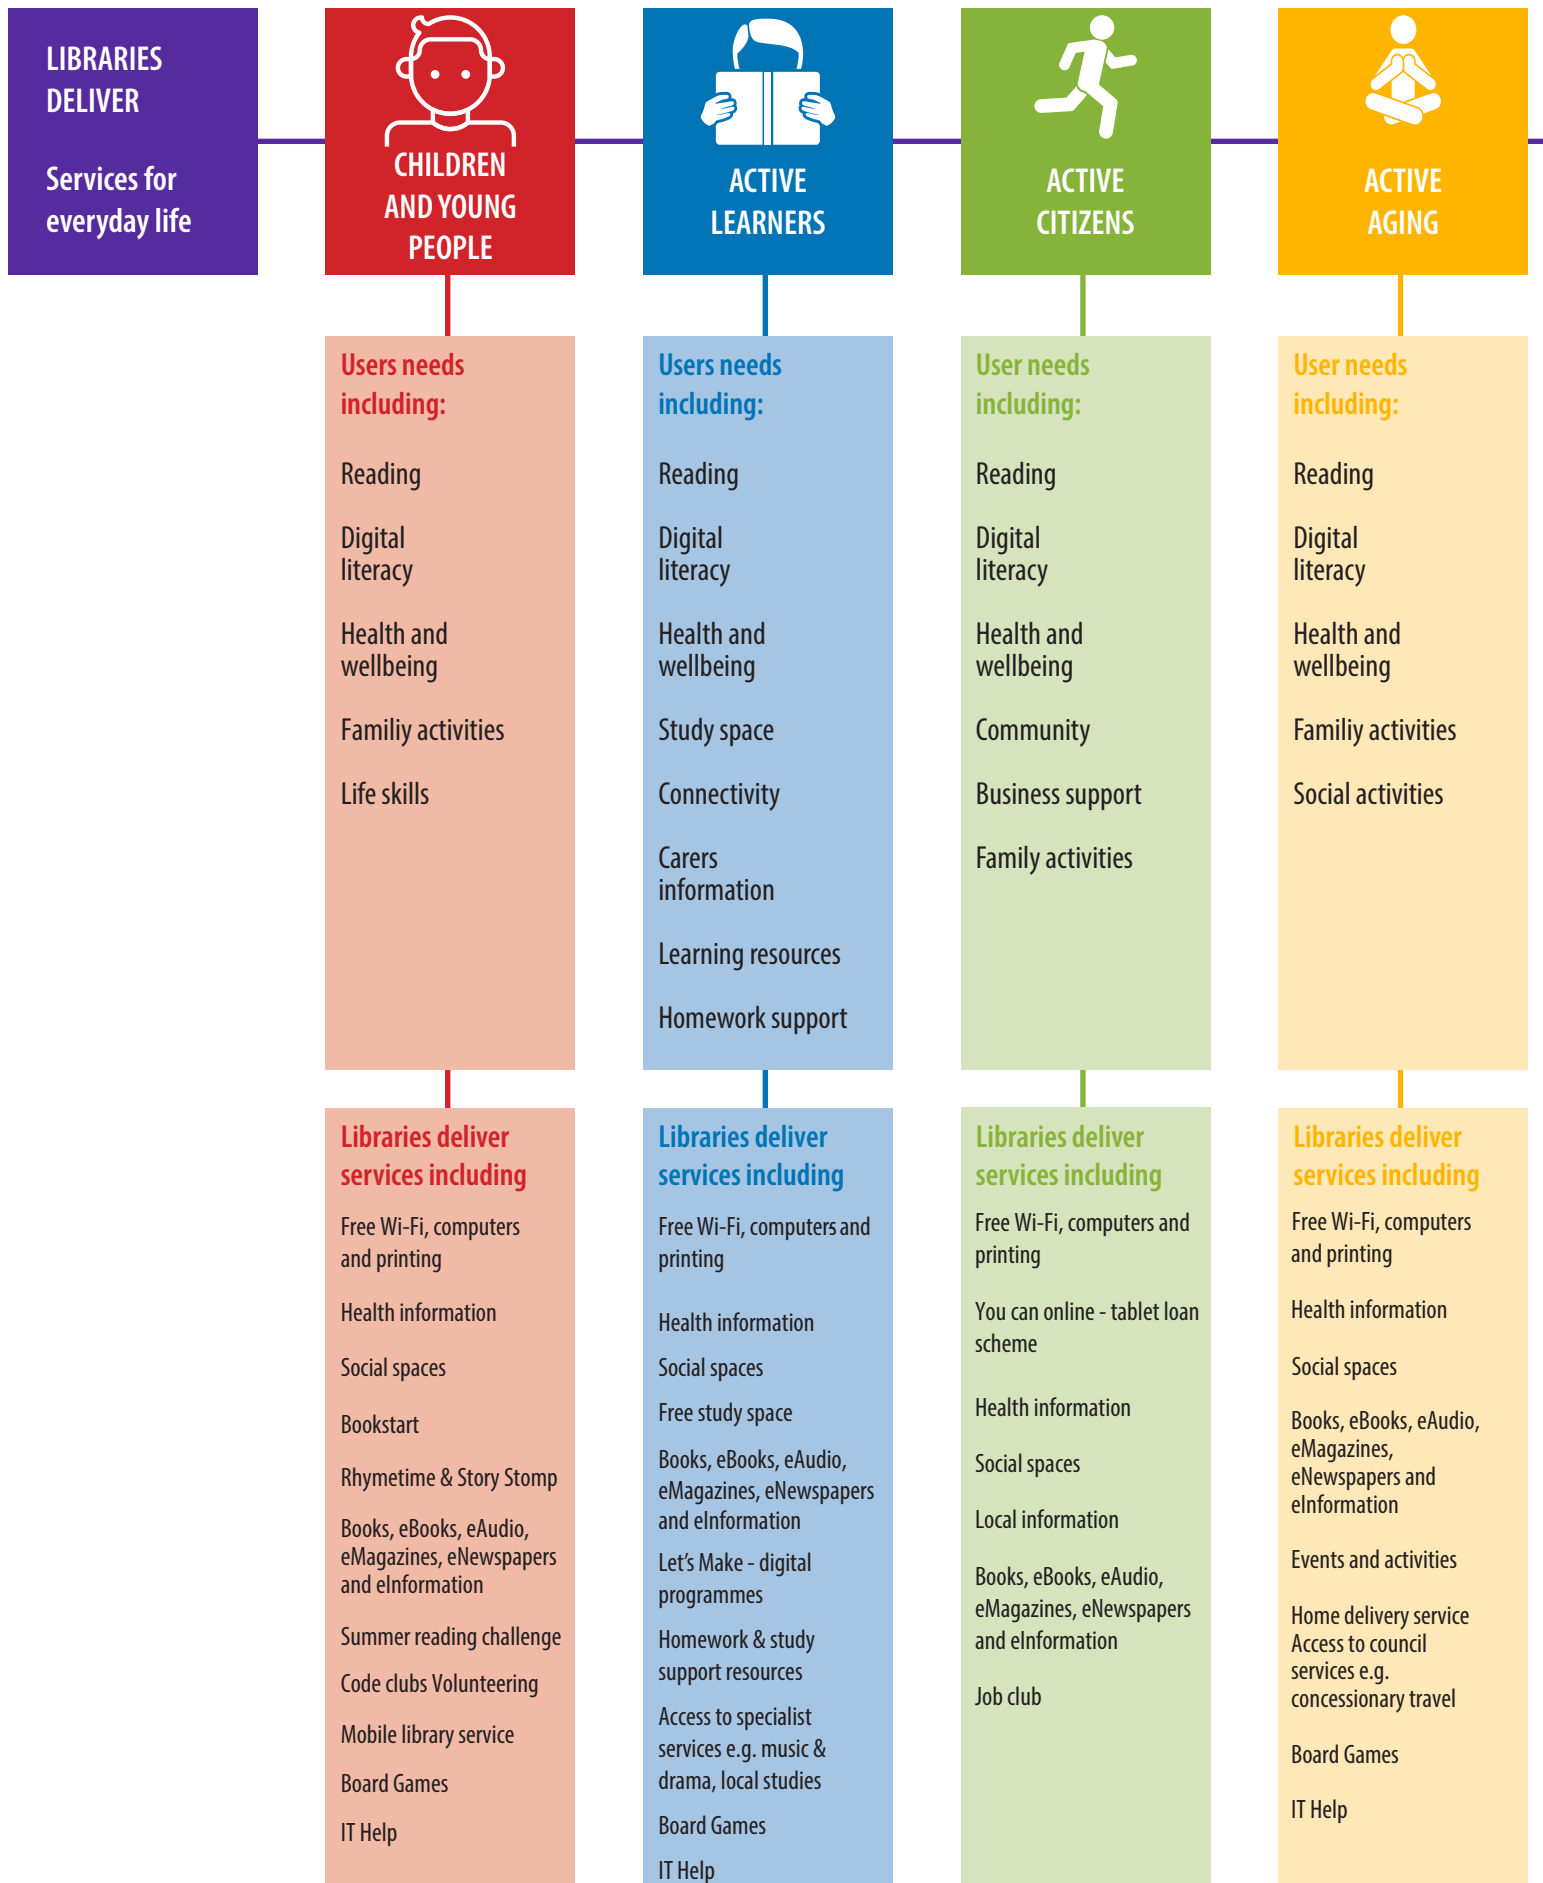 LIBRARIES
DELIVER
Services for
everyday life
CHILDREN
AND YOUNG
PEOPLE
ACTIVE
LEARNERS
ACTIVE
CITIZENS
ACTIVE
AGING
Users needs
including:
Reading
Digital
literacy
Health and
wellbeing
Familiy activities
Life skills
Users needs
including:
Reading
Digital
literacy
Health and
wellbeing
Study space
Connectivity
Carers
information
Learning resources
Homework support
User needs
including:
Reading
Digital
literacy
Health and
wellbeing
Community
Business support
Family activities
User needs
including:
Reading
Digital
literacy
Health and
wellbeing
Familiy activities
Social activities
Libraries deliver
services including
Free Wi-Fi, computers
and printing
Health information
Social spaces
Bookstart
Rhymetime & Story Stomp
Books, eBooks, eAudio,
eMagazines, eNewspapers
and eInformation
Summer reading challenge
Code clubs Volunteering
Mobile library service
Board Games
IT Help
Libraries deliver
services including
Free Wi-Fi, computers and
printing
Health information
Social spaces
Free study space
Books, eBooks, eAudio,
eMagazines, eNewspapers
and eInformation
Let’s Make - digital
programmes
Homework & study
support resources
Access to specialist
services e.g. music &
drama, local studies
Board Games
IT Help
Libraries deliver
services including
Free Wi-Fi, computers and
printing
You can online - tablet loan
scheme
Health information
Social spaces
Local information
Books, eBooks, eAudio,
eMagazines, eNewspapers
and eInformation
Job club
Libraries deliver
services including
Free Wi-Fi, computers
and printing
Health information
Social spaces
Books, eBooks, eAudio,
eMagazines,
eNewspapers and
eInformation
Events and activities
Home delivery service
Access to council
services e.g.
concessionary travel
Board Games
IT Help